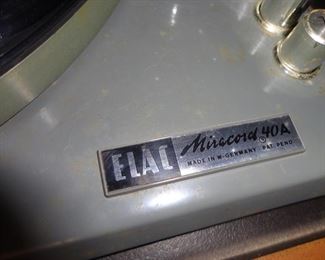 ELAC Miracord 40A
MADE IN W-GERMANY PAT. PEND.